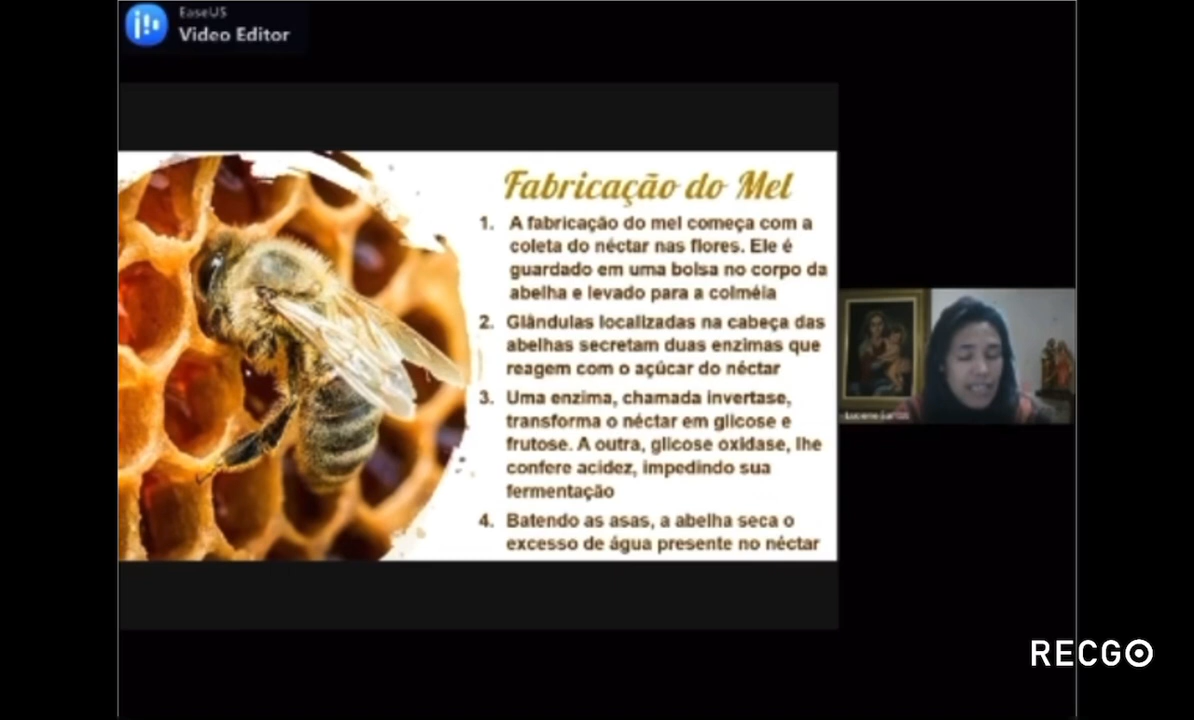 EaseUS
Video Editor
Fabricação do Mel
1. A fabricação do mel começa com a
coleta do néctar nas flores. Ele é
guardado em uma bolsa no corpo da
abelha e levado para a colméia
2. Glândulas localizadas na cabeça das
abelhas secretam duas enzimas que
reagem com o açúcar do néctar
3. Uma enzima, chamada invertase,
transforma o néctar em glicose e
frutose. A outra, glicose oxidase, lhe
confere acidez, impedindo sua
fermentação
4. Batendo as asas, a abelha seca o
excesso de água presente no néctar
RECGO